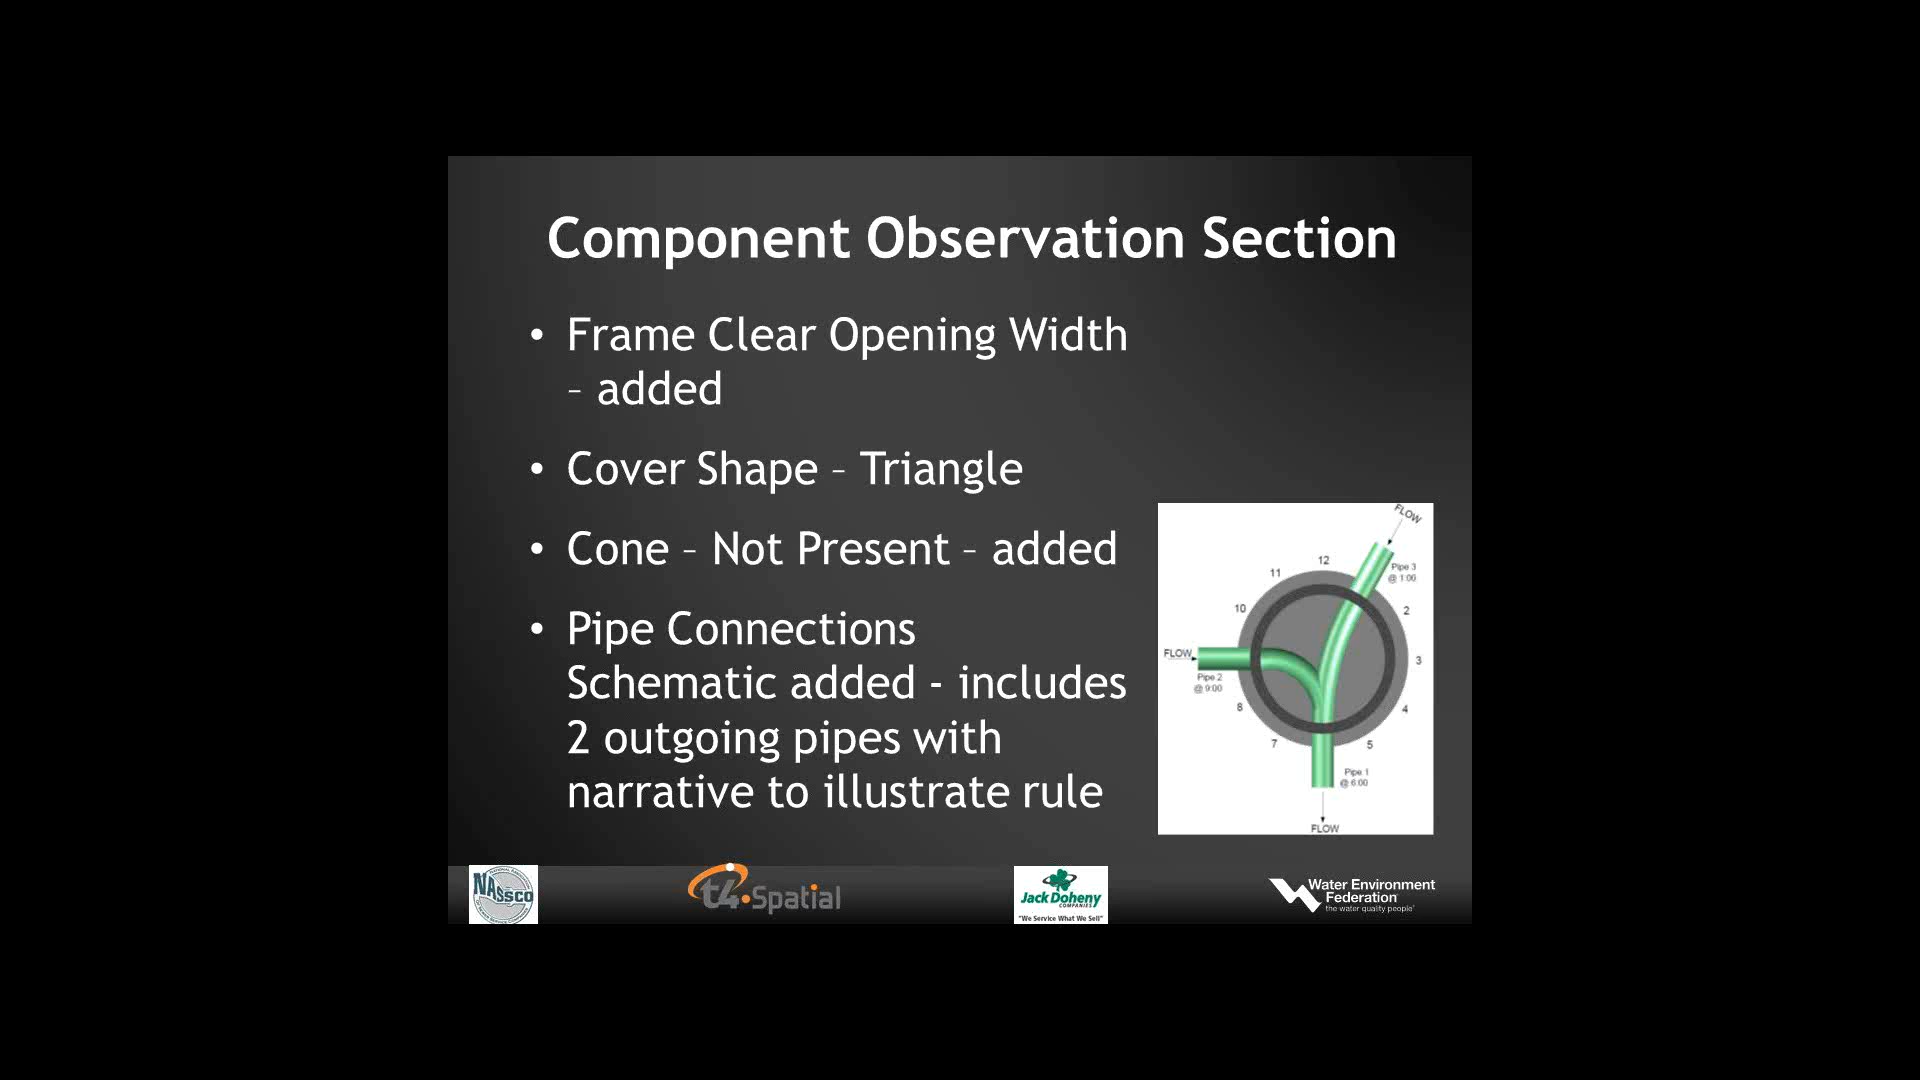 Component Observation Section
• Frame Clear Opening Width
– added
• Cover Shape – Triangle
• Cone – Not Present – added
• Pipe Connections
Schematic added - includes
2 outgoing pipes with
narrative to illustrate rule
FLOW
12
11
Pipe 3
@ 1:00
10
2
FLOW
3
Pipe 2
@ 9:00
8
4
7
5
Pipe 1
@ 6:00
FLOW
NASSCO
t4.Spatial
Jack Doheny
COMPANIES
"We Service What We Sell"
Water Environment
Federation
the water quality people